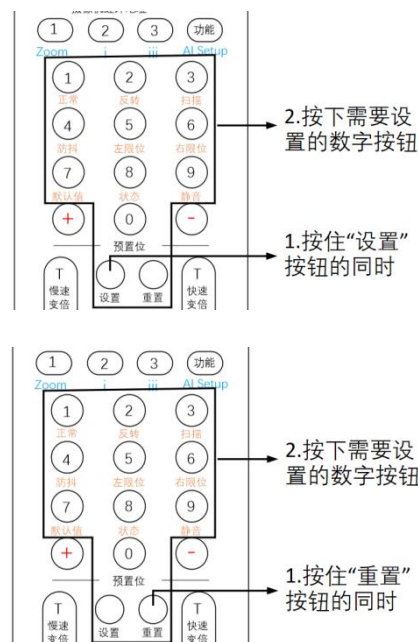 1 2 3 功能
Zoom i iii AI Setup
1 2 3
正常 反转 扫描
4 5 6
防抖 左限位 右限位
7 8 9
默认值 状态 静音
+ 0 -
预置位
T 设置 重置 T
慢速 快速
变倍 变倍
2.按下需要设
置的数字按钮
1.按住“设置”
按钮的同时
1 2 3 功能
Zoom i iii AI Setup
1 2 3
正常 反转 扫描
4 5 6
防抖 左限位 右限位
7 8 9
默认值 状态 静音
+ 0 -
预置位
T 设置 重置 T
慢速 快速
变倍 变倍
2.按下需要设
置的数字按钮
1.按住“重置”
按钮的同时